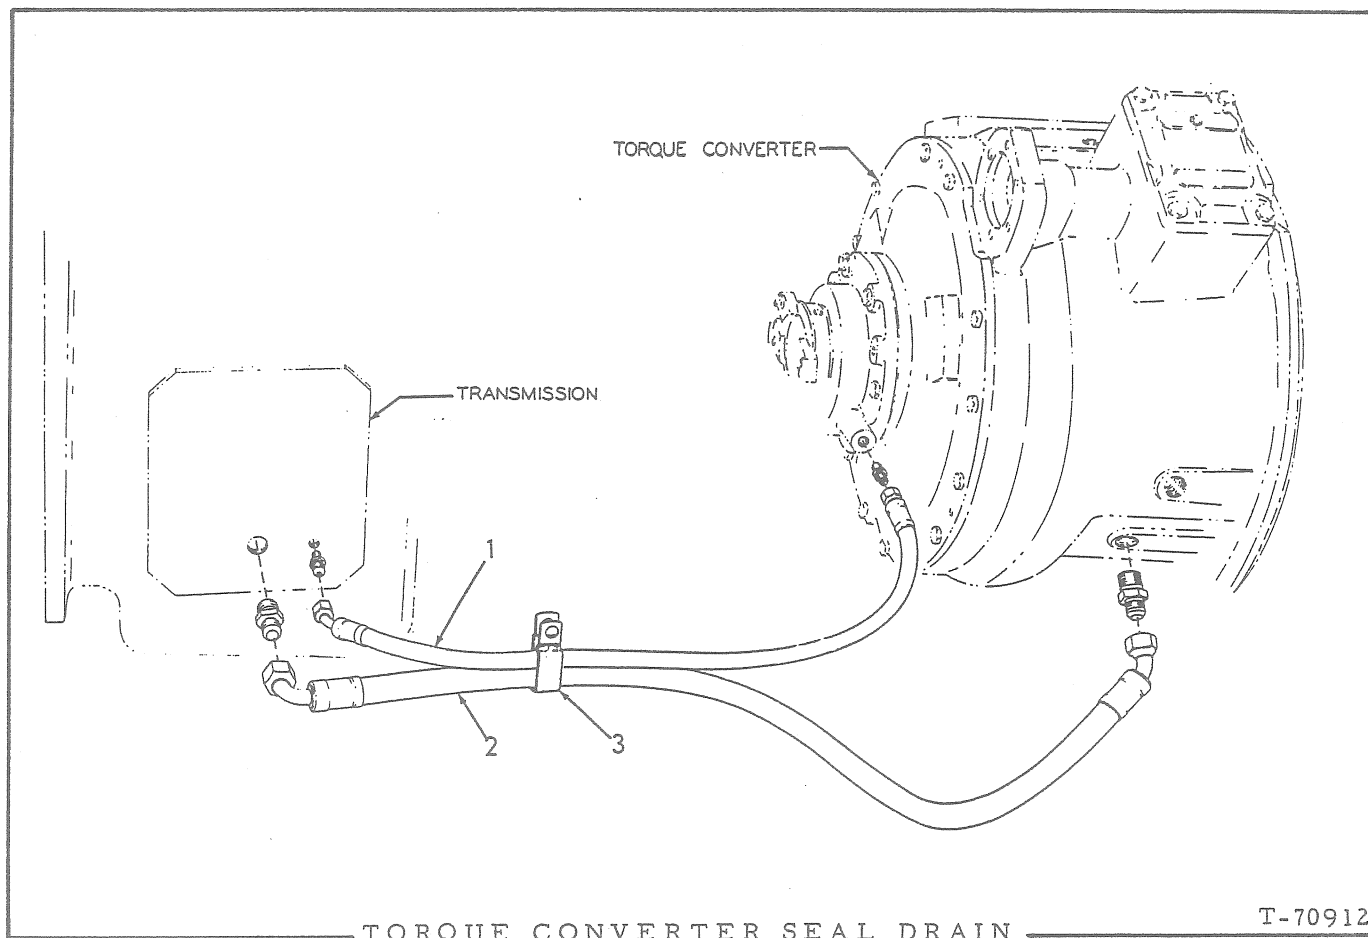 TORQUE CONVERTER
TRANSMISSION
1
2
3
T-70912
TORQUE CONVERTER SEAL DRAIN